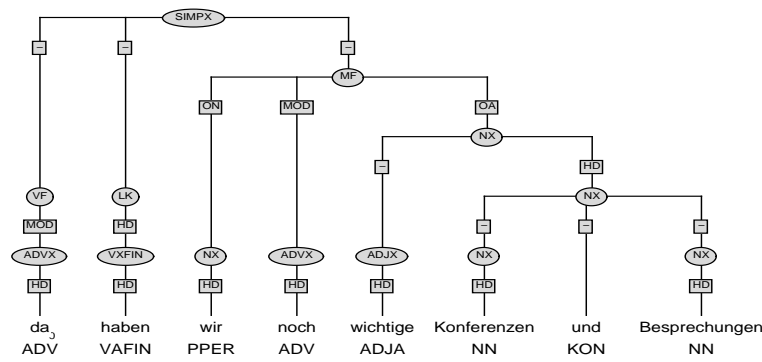 SIMPX
– – –
MF
ON MOD OA
NX
– HD
VF LK NX
MOD HD – – –
ADVX VXFIN NX ADVX ADJX NX NX
HD HD HD HD HD HD HD
da haben wir noch wichtige Konferenzen und Besprechungen
ADV VAFIN PPER ADV ADJA NN KON NN